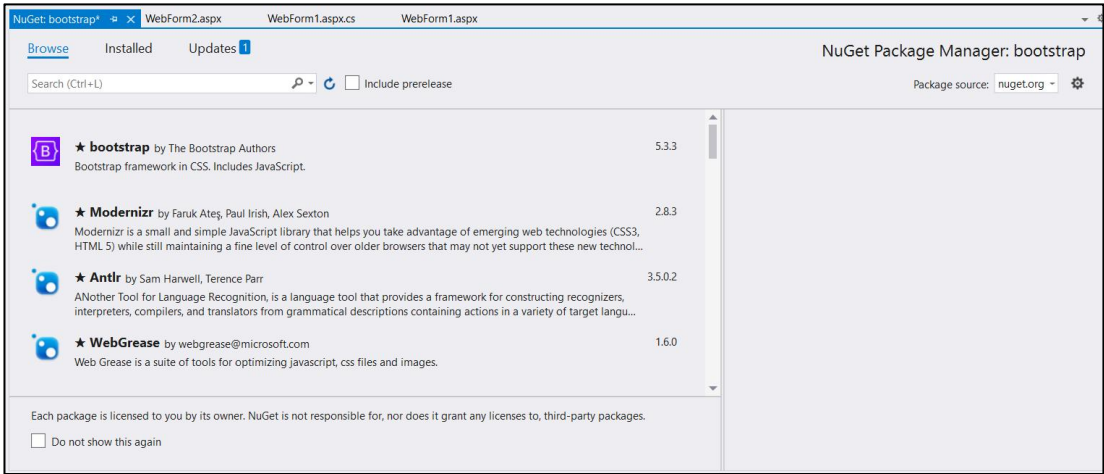 NuGet: bootstrap* WebForm2.aspx WebForm1.aspx.cs WebForm1.aspx
Browse Installed Updates 1
NuGet Package Manager: bootstrap
Search (Ctrl+L) Include prerelease
Package source: nuget.org
B
★ bootstrap by The Bootstrap Authors 5.3.3
Bootstrap framework in CSS. Includes JavaScript.
★ Modernizr by Faruk Ateş, Paul Irish, Alex Sexton 2.8.3
Modernizr is a small and simple JavaScript library that helps you take advantage of emerging web technologies (CSS3,
HTML 5) while still maintaining a fine level of control over older browsers that may not yet support these new technol...
★ Antlr by Sam Harwell, Terence Parr 3.5.0.2
ANother Tool for Language Recognition, is a language tool that provides a framework for constructing recognizers,
interpreters, compilers, and translators from grammatical descriptions containing actions in a variety of target langu...
★ WebGrease by webgrease@microsoft.com 1.6.0
Web Grease is a suite of tools for optimizing javascript, css files and images.
Each package is licensed to you by its owner. NuGet is not responsible for, nor does it grant any licenses to, third-party packages.
Do not show this again